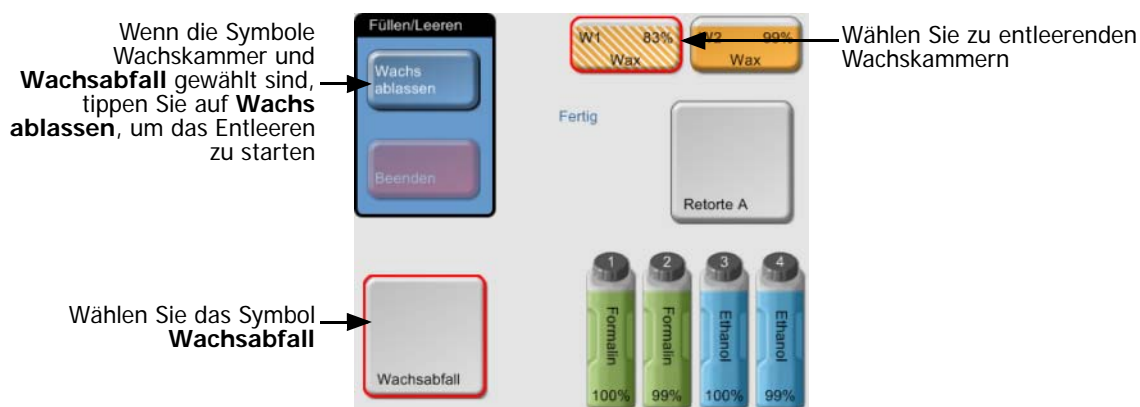 Wenn die Symbole
Wachskammer und
Wachsabfall gewählt sind,
tippen Sie auf Wachs
ablassen, um das Entleeren
zu starten
Wählen Sie das Symbol
Wachsabfall
Füllen/Leeren
Wachs
ablassen
Beenden
Wachsabfall
W1 83%
Wax
W2 99%
Wax
Fertig
Retorte A
1 2 3 4
Formalin
Formalin
Ethanol
Ethanol
100% 99% 100% 99%
Wählen Sie zu entleerenden
Wachskammern